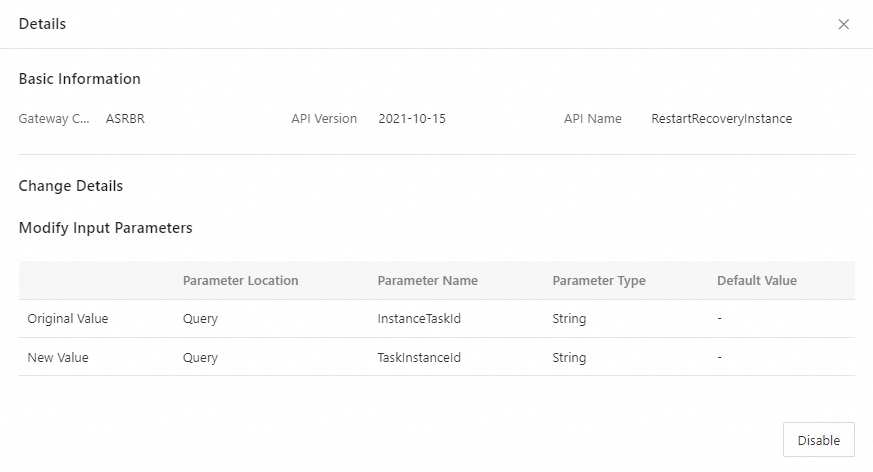 Details
Basic Information
Gateway C... ASRBR API Version 2021-10-15 API Name RestartRecoveryInstance
Change Details
Modify Input Parameters
Parameter Location Parameter Name Parameter Type Default Value
Original Value Query InstanceTaskId String -
New Value Query TaskInstanceId String -
Disable